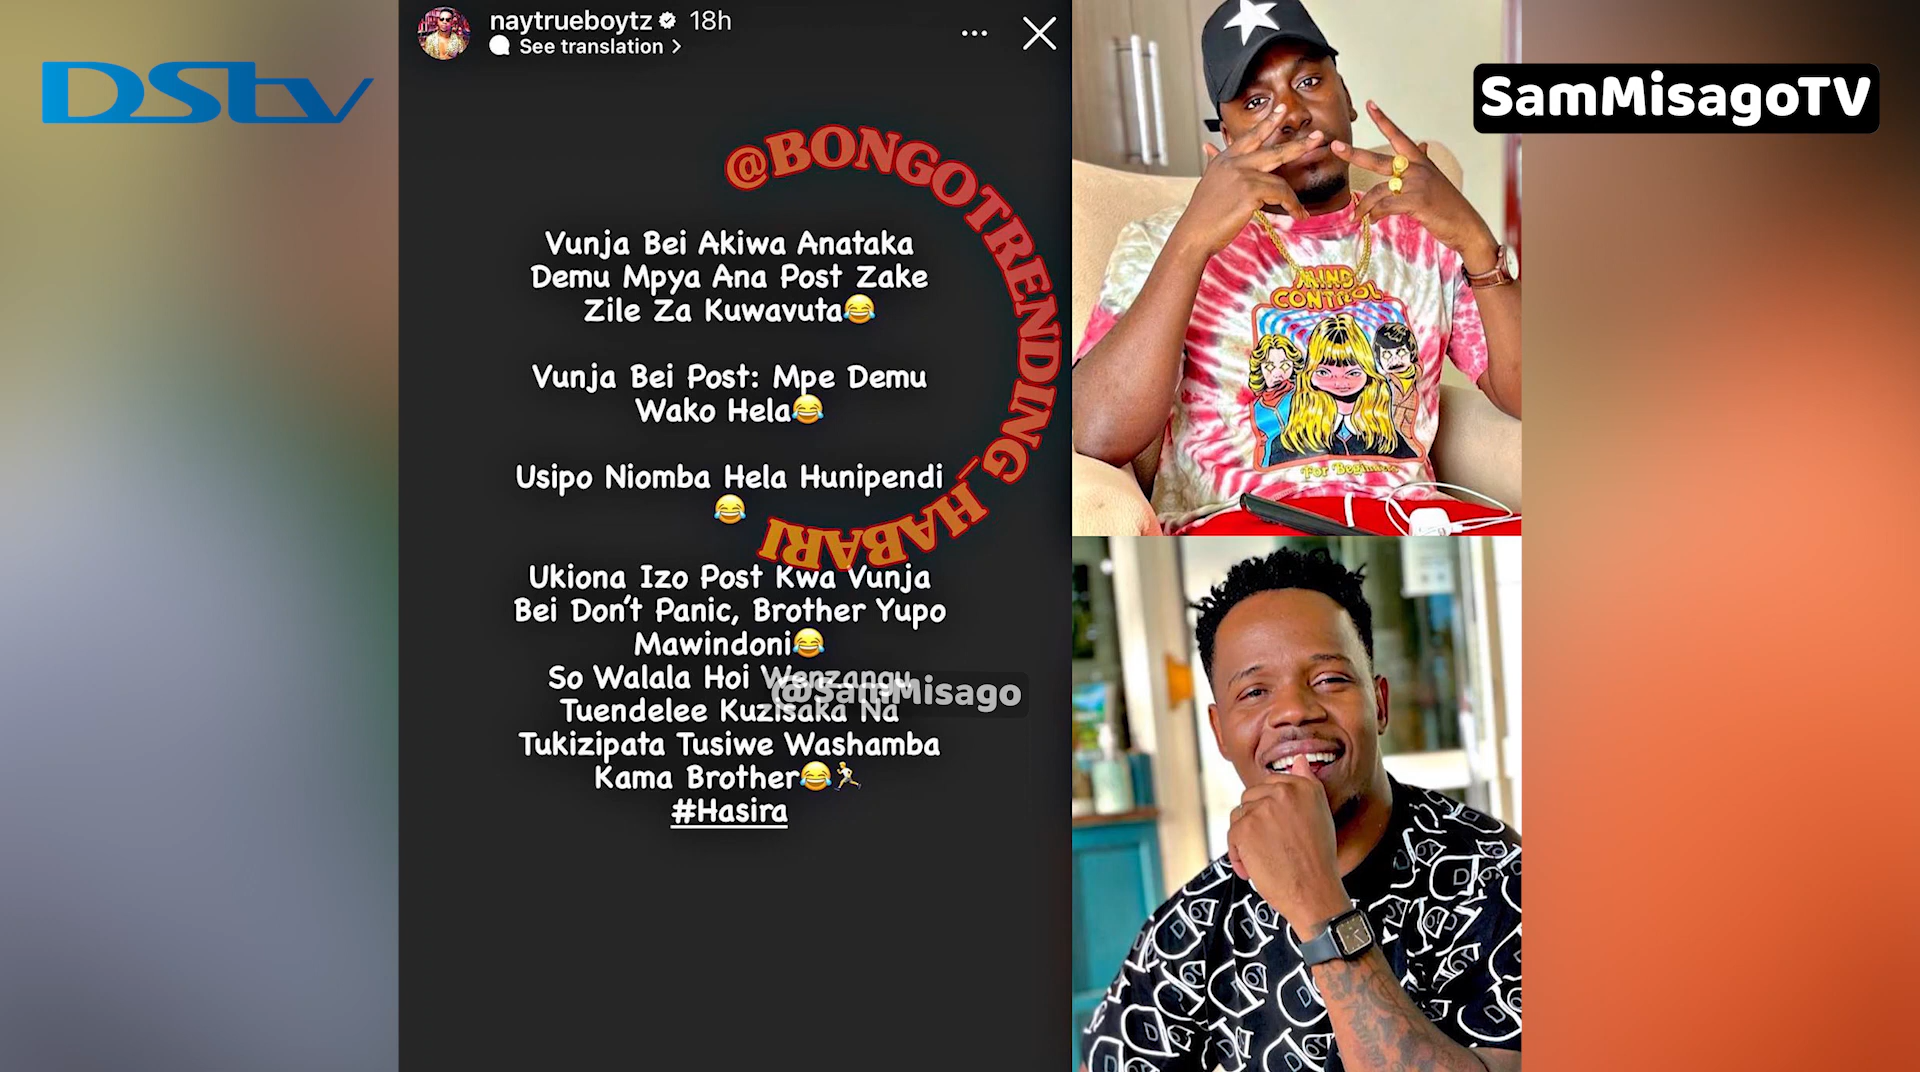 DStv
naytrueboytz 18h
See translation >
@BONGOTRENDING_HABARI
Vunja Bei Akiwa Anataka
Demu Mpya Ana Post Zake
Zile Za Kuwavuta😂
Vunja Bei Post: Mpe Demu
Wako Hela😂
Usipo Niomba Hela Hunipendi
😂
Ukiona Izo Post Kwa Vunja
Bei Don't Panic, Brother Yupo
Mawindoni😂
So Walala Hoi Wenzangu
@SamMisago
Tuendelee Kuzisaka Na
Tukizipata Tusiwe Washamba
Kama Brother😂🏃
#Hasira
SamMisagoTV
MIND
CONTROL
For Beginners